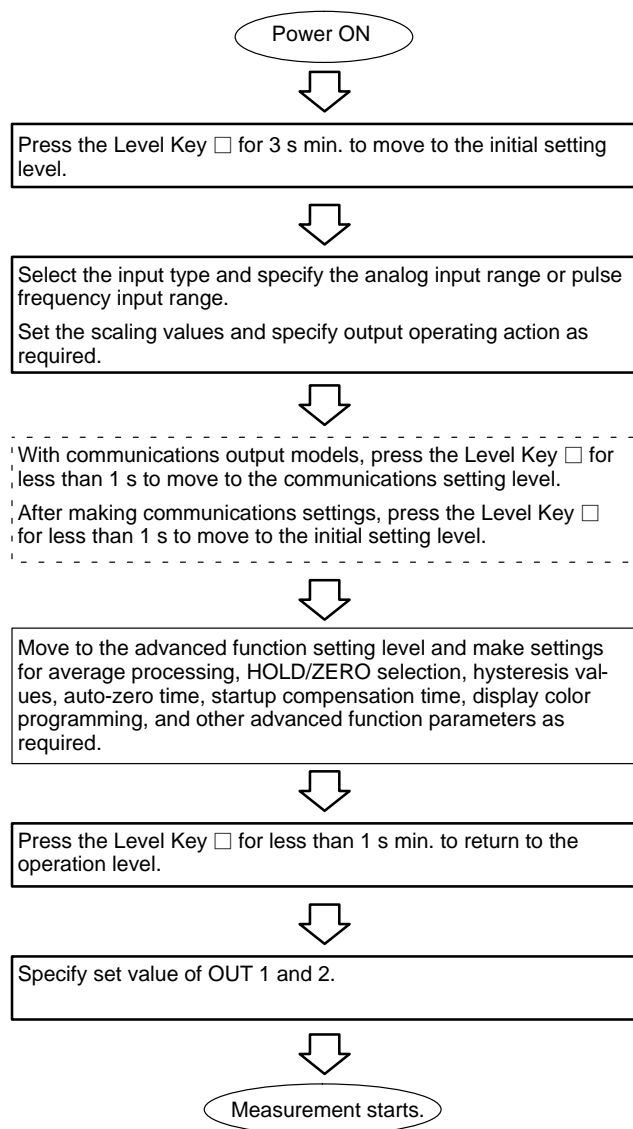 Power ON
Press the Level Key □ for 3 s min. to move to the initial setting
level.
Select the input type and specify the analog input range or pulse
frequency input range.
Set the scaling values and specify output operating action as
required.
With communications output models, press the Level Key □ for
less than 1 s to move to the communications setting level.
After making communications settings, press the Level Key □
for less than 1 s to move to the initial setting level.
Move to the advanced function setting level and make settings
for average processing, HOLD/ZERO selection, hysteresis val-
ues, auto-zero time, startup compensation time, display color
programming, and other advanced function parameters as
required.
Press the Level Key □ for less than 1 s min. to return to the
operation level.
Specify set value of OUT 1 and 2.
Measurement starts.